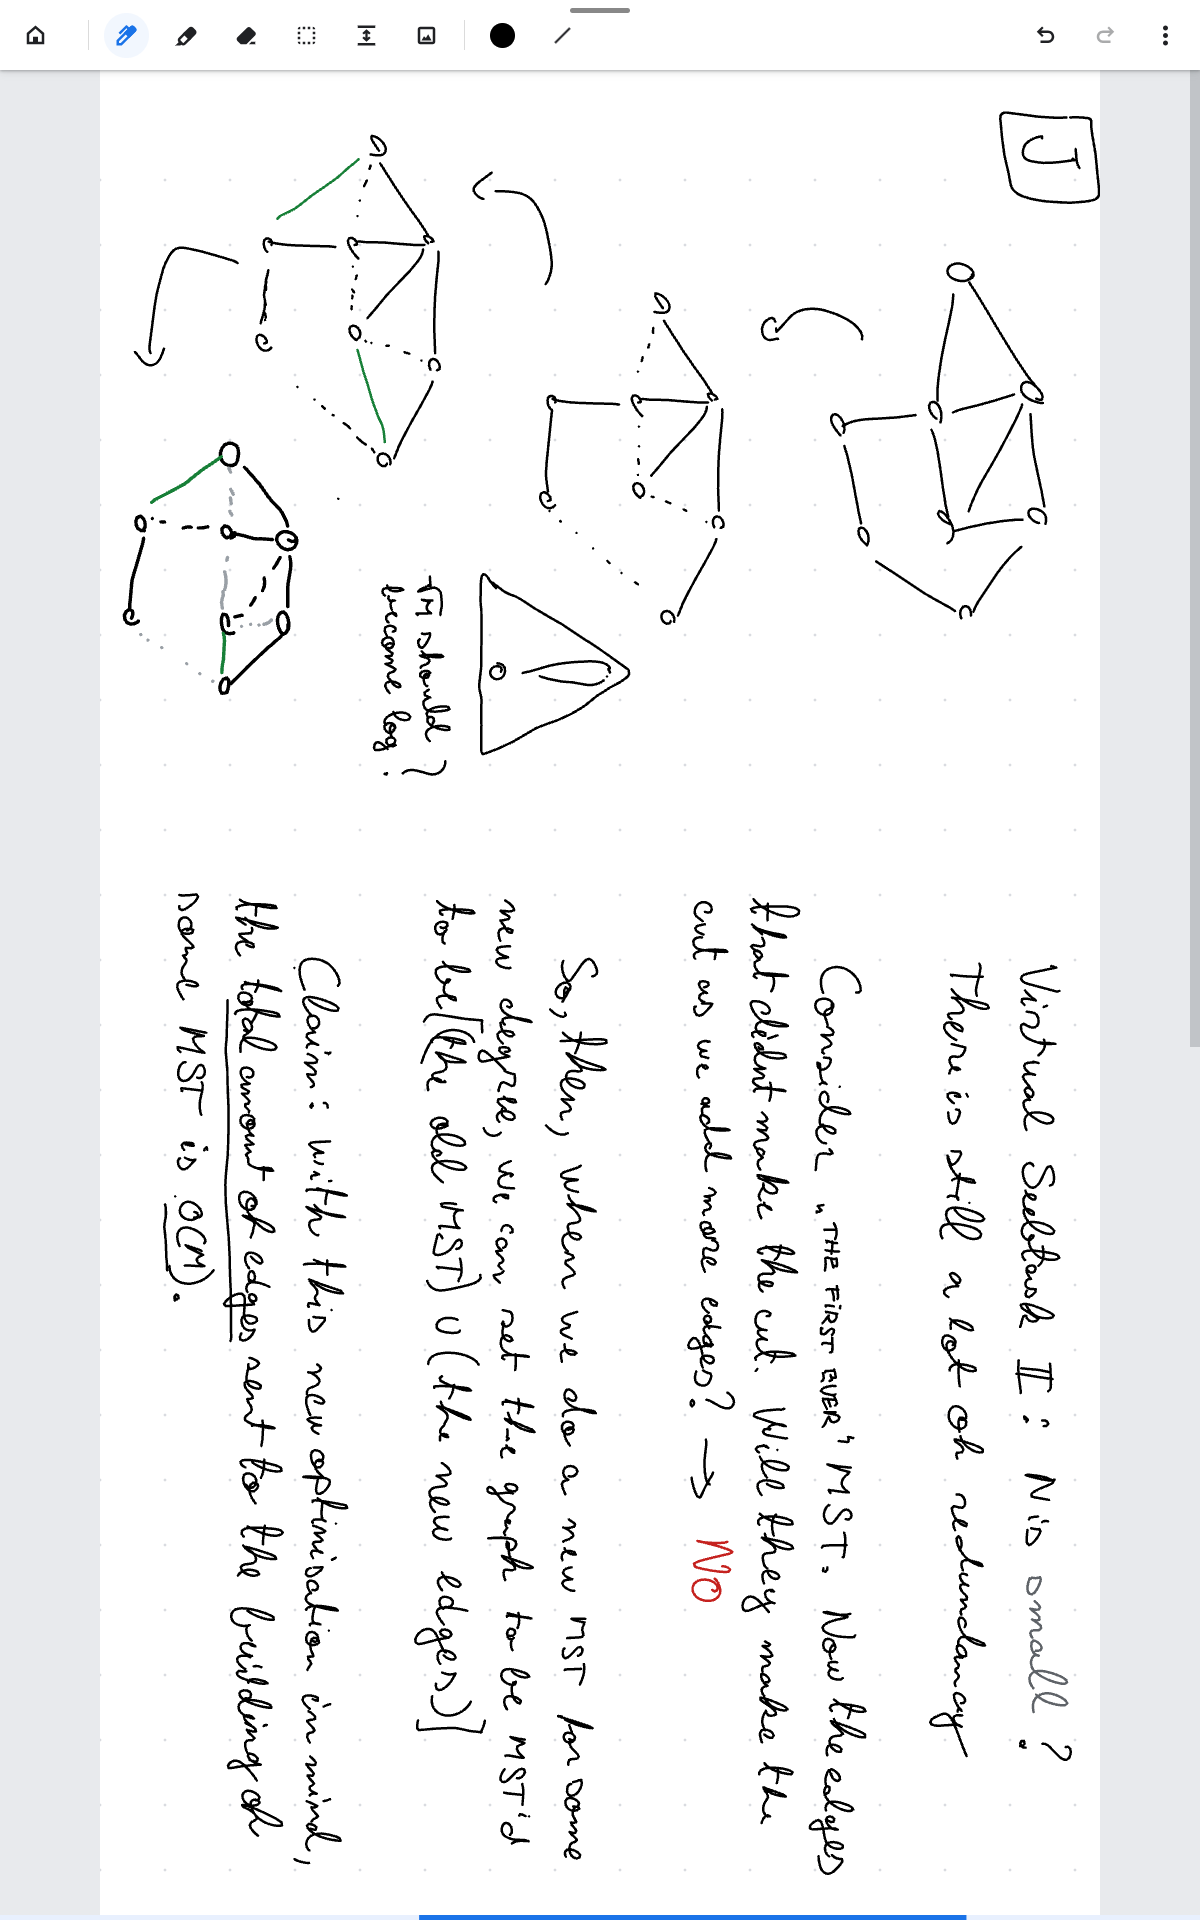 J
Virtual Seebtask II: N is small?
There is still a lot of redundancy
Consider "THE FIRST EVER" MST. Now the edges
that didnt make the cut. Will they make the
cut as we add more edges? → No
So, then, when we do a new MST for some
new degree, we can set the graph to be MST'd
to be [(the old MST) ∪ (the new edges)]
Claim: with this new optimisation in mind,
the total amount of edges sent to the building of
some MST is O(M).
√M should
become log?